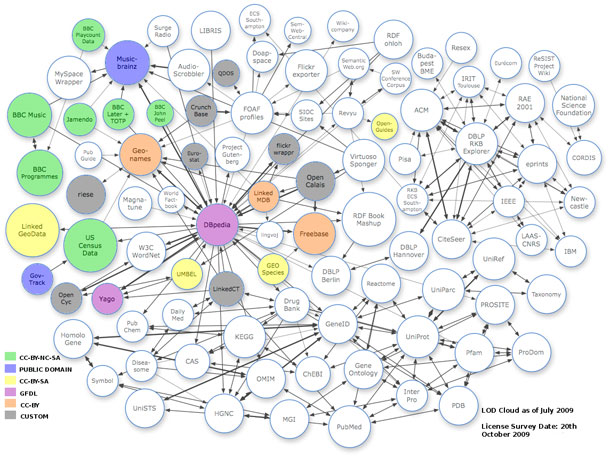 BBC
Playcount
Data
Surge
Radio
LIBRIS
ECS
South-
ampton
Sem-
Web-
Central
Wiki-
company
RDF
ohloh
Resex
Music-
brainz
Audio-
Scrobbler
Doap-
space
Flickr
exporter
Semantic
Web.org
Buda-
pest
BME
Eurécom
ReSIST
Project
Wiki
MySpace
Wrapper
QDOS
SW
Conference
Corpus
IRIT
Toulouse
RAE
2001
National
Science
Foundation
BBC Music
Jamendo
BBC
Later +
TOTP
BBC
John
Peel
Crunch
Base
FOAF
profiles
SIOC
Sites
Revyu
Open-
Guides
ACM
DBLP
RKB
Explorer
CORDIS
Pub
Guide
Geo-
names
Euro-
stat
Project
Guten-
berg
flickr
wrappr
Virtuoso
Sponger
Pisa
eprints
BBC
Programmes
riese
Open
Calais
RKB
ECS
South-
ampton
New-
castle
Magna-
tune
World
Fact-
book
Linked
MDB
RDF Book
Mashup
IEEE
Linked
GeoData
US
Census
Data
DBpedia
lingvoj
Freebase
CiteSeer
LAAS-
CNRS
IBM
W3C
WordNet
DBLP
Hannover
UniRef
Gov-
Track
UMBEL
GEO
Species
DBLP
Berlin
Reactome
UniParc
Taxonomy
Open
Cyc
Yago
LinkedCT
Drug
Bank
PROSITE
Daily
Med
Pub
Chem
GeneID
UniProt
Homolo
Gene
KEGG
Pfam
ProDom
Disea-
some
CAS
ChEBI
Gene
Ontology
Symbol
OMIM
Inter
Pro
UniSTS
HGNC
MGI
PubMed
PDB
CC-BY-NC-SA
PUBLIC DOMAIN
CC-BY-SA
GFDL
CC-BY
CUSTOM
LOD Cloud as of July 2009
License Survey Date: 20th
October 2009